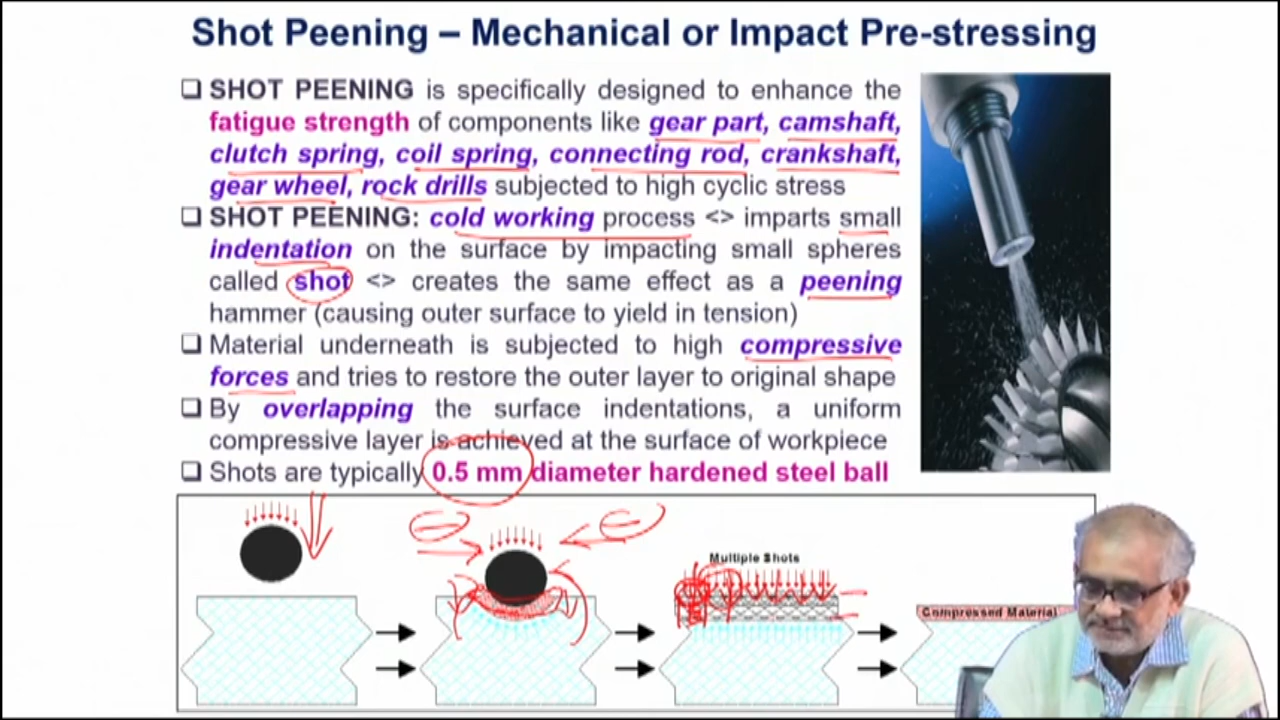 Shot Peening – Mechanical or Impact Pre-stressing
❑ SHOT PEENING is specifically designed to enhance the
fatigue strength of components like gear part, camshaft,
clutch spring, coil spring, connecting rod, crankshaft,
gear wheel, rock drills subjected to high cyclic stress
❑ SHOT PEENING: cold working process <> imparts small
indentation on the surface by impacting small spheres
called shot <> creates the same effect as a peening
hammer (causing outer surface to yield in tension)
❑ Material underneath is subjected to high compressive
forces and tries to restore the outer layer to original shape
❑ By overlapping the surface indentations, a uniform
compressive layer is achieved at the surface of workpiece
❑ Shots are typically 0.5 mm diameter hardened steel ball
Multiple Shots
Compressed Material